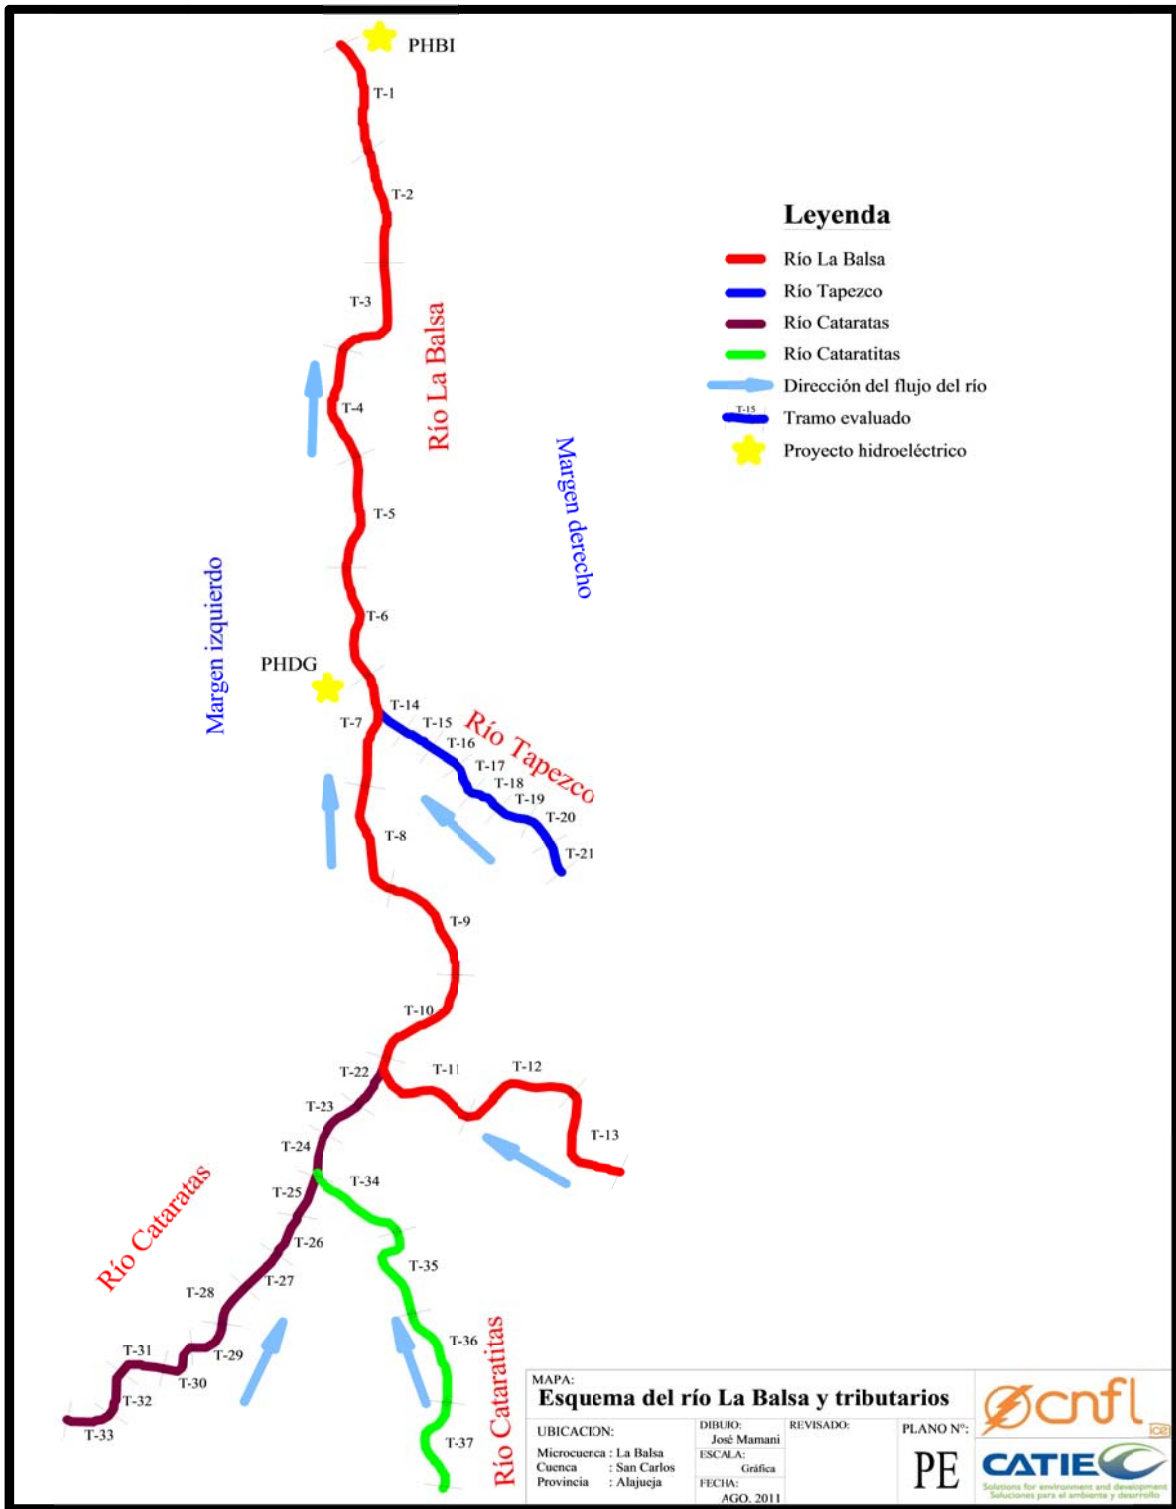 PHBI
T-1
T-2
Leyenda
Río La Balsa
Río Tapezco
Río Cataratas
Río Cataratitas
Dirección del flujo del río
T-15
Tramo evaluado
Proyecto hidroeléctrico
T-3
Río La Balsa
T-4
Margen derecho
T-5
Margen izquierdo
T-6
PHDG
T-7
T-14
T-15
T-16
T-17
T-18
T-19
T-20
T-21
Río Tapezco
T-8
T-9
T-10
T-22
T-11
T-12
T-13
T-23
T-24
T-25
T-34
T-26
T-27
T-35
Río Cataratas
T-28
T-29
T-36
T-31
T-30
T-32
T-33
T-37
Río Cataratitas
MAPA:
Esquema del río La Balsa y tributarios
UBICACION:
Microcuerca : La Balsa
Cuenca : San Carlos
Provincia : Alajueja
DIBUJO:
José Mamani
ESCALA:
Gráfica
FECHA:
AGO. 2011
REVISADO:
PLANO Nº:
PE
cnfl
ice
CATIE
Solutions for environment and development
Soluciones para el ambiente y desarrollo